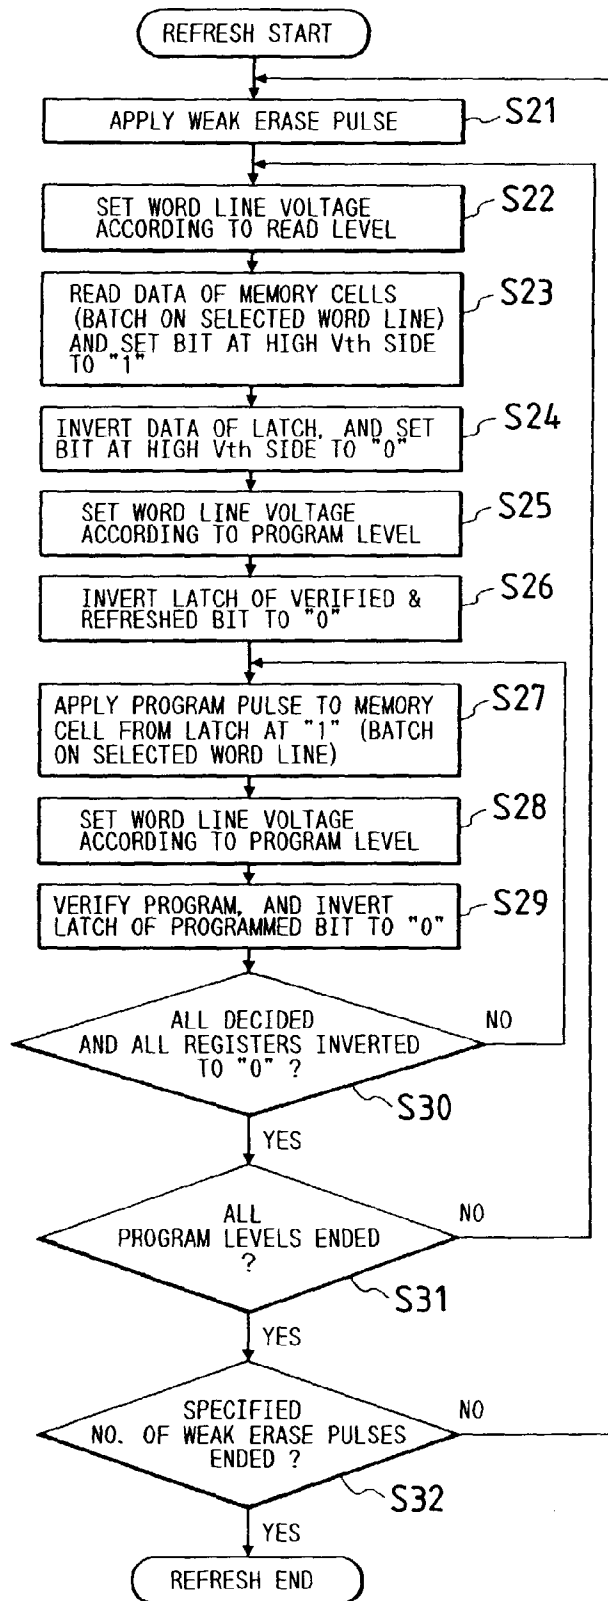 REFRESH START
APPLY WEAK ERASE PULSE
S21
SET WORD LINE VOLTAGE
ACCORDING TO READ LEVEL
S22
READ DATA OF MEMORY CELLS
(BATCH ON SELECTED WORD LINE)
AND SET BIT AT HIGH Vth SIDE
TO "1"
S23
INVERT DATA OF LATCH, AND SET
BIT AT HIGH Vth SIDE TO "0"
S24
SET WORD LINE VOLTAGE
ACCORDING TO PROGRAM LEVEL
S25
INVERT LATCH OF VERIFIED &
REFRESHED BIT TO "0"
S26
APPLY PROGRAM PULSE TO MEMORY
CELL FROM LATCH AT "1" (BATCH
ON SELECTED WORD LINE)
S27
SET WORD LINE VOLTAGE
ACCORDING TO PROGRAM LEVEL
S28
VERIFY PROGRAM, AND INVERT
LATCH OF PROGRAMMED BIT TO "0"
S29
ALL DECIDED
AND ALL REGISTERS INVERTED
TO "0" ?
NO
S30
YES
ALL
PROGRAM LEVELS ENDED
?
NO
S31
YES
SPECIFIED
NO. OF WEAK ERASE PULSES
ENDED ?
NO
S32
YES
REFRESH END